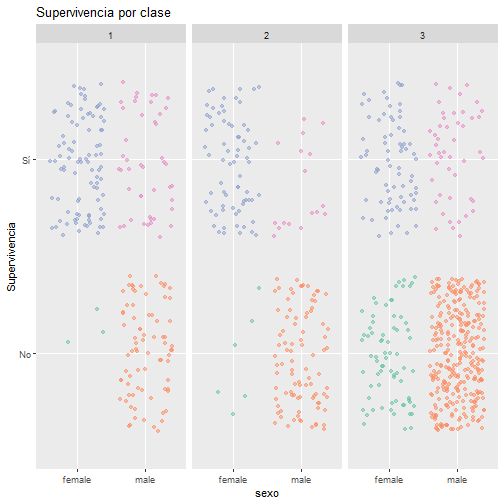 Supervivencia por clase
1 2 3
Supervivencia
Sí
No
female male female male female male
sexo